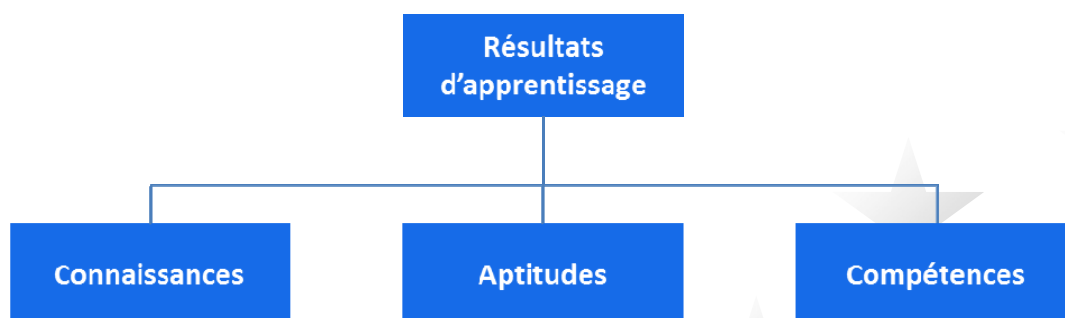 Résultats
d’apprentissage
Connaissances
Aptitudes
Compétences